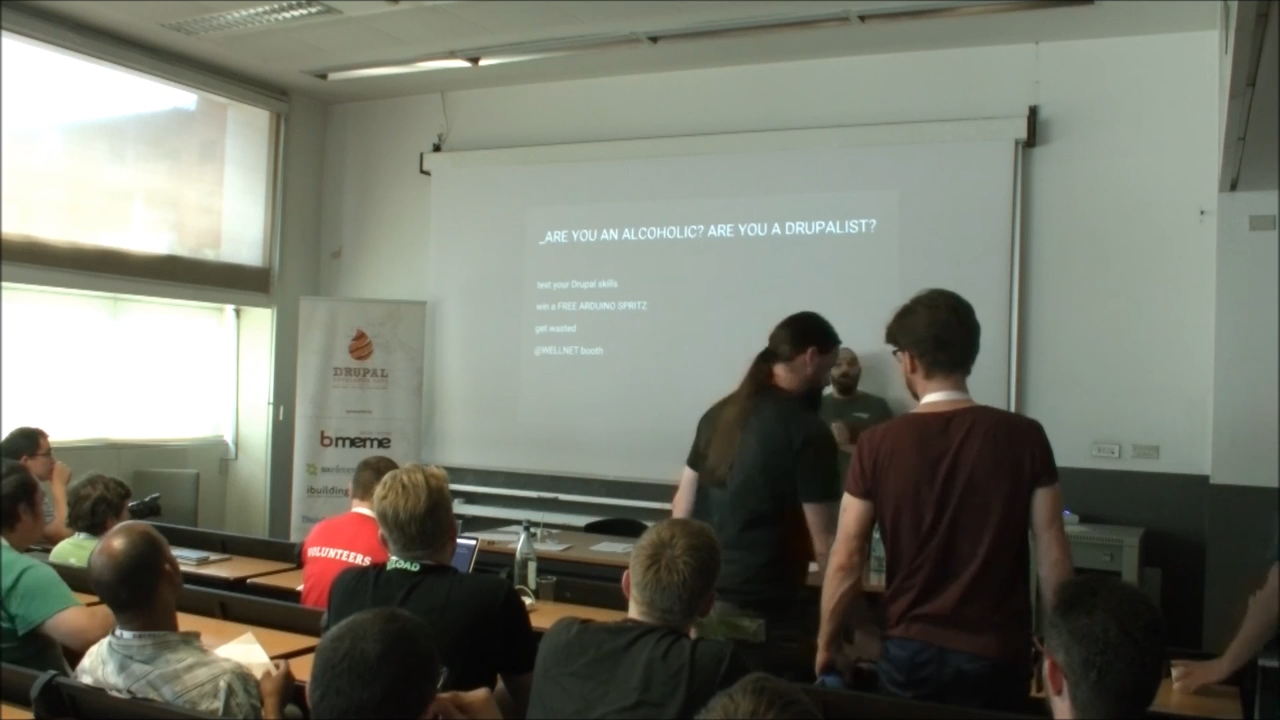 _ARE YOU AN ALCOHOLIC? ARE YOU A DRUPALIST?
test your Drupal skills
win a FREE ARDUINO SPRITZ
get wasted
@WELLNET booth
DRUPAL
bmeme
ibuilding
VOLUNTEERS
LOAD